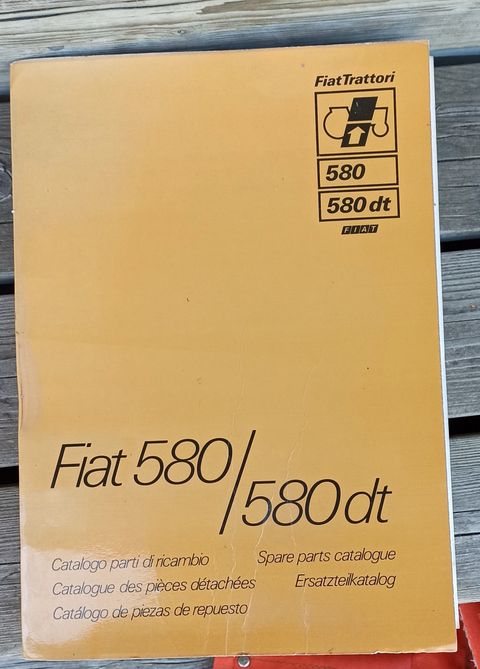 FiatTrattori
580
580 dt
FIAT
Fiat 580/580 dt
Catalogo parti di ricambio
Spare parts catalogue
Catalogue des pièces détachées
Ersatzteilkatalog
Catálogo de piezas de repuesto